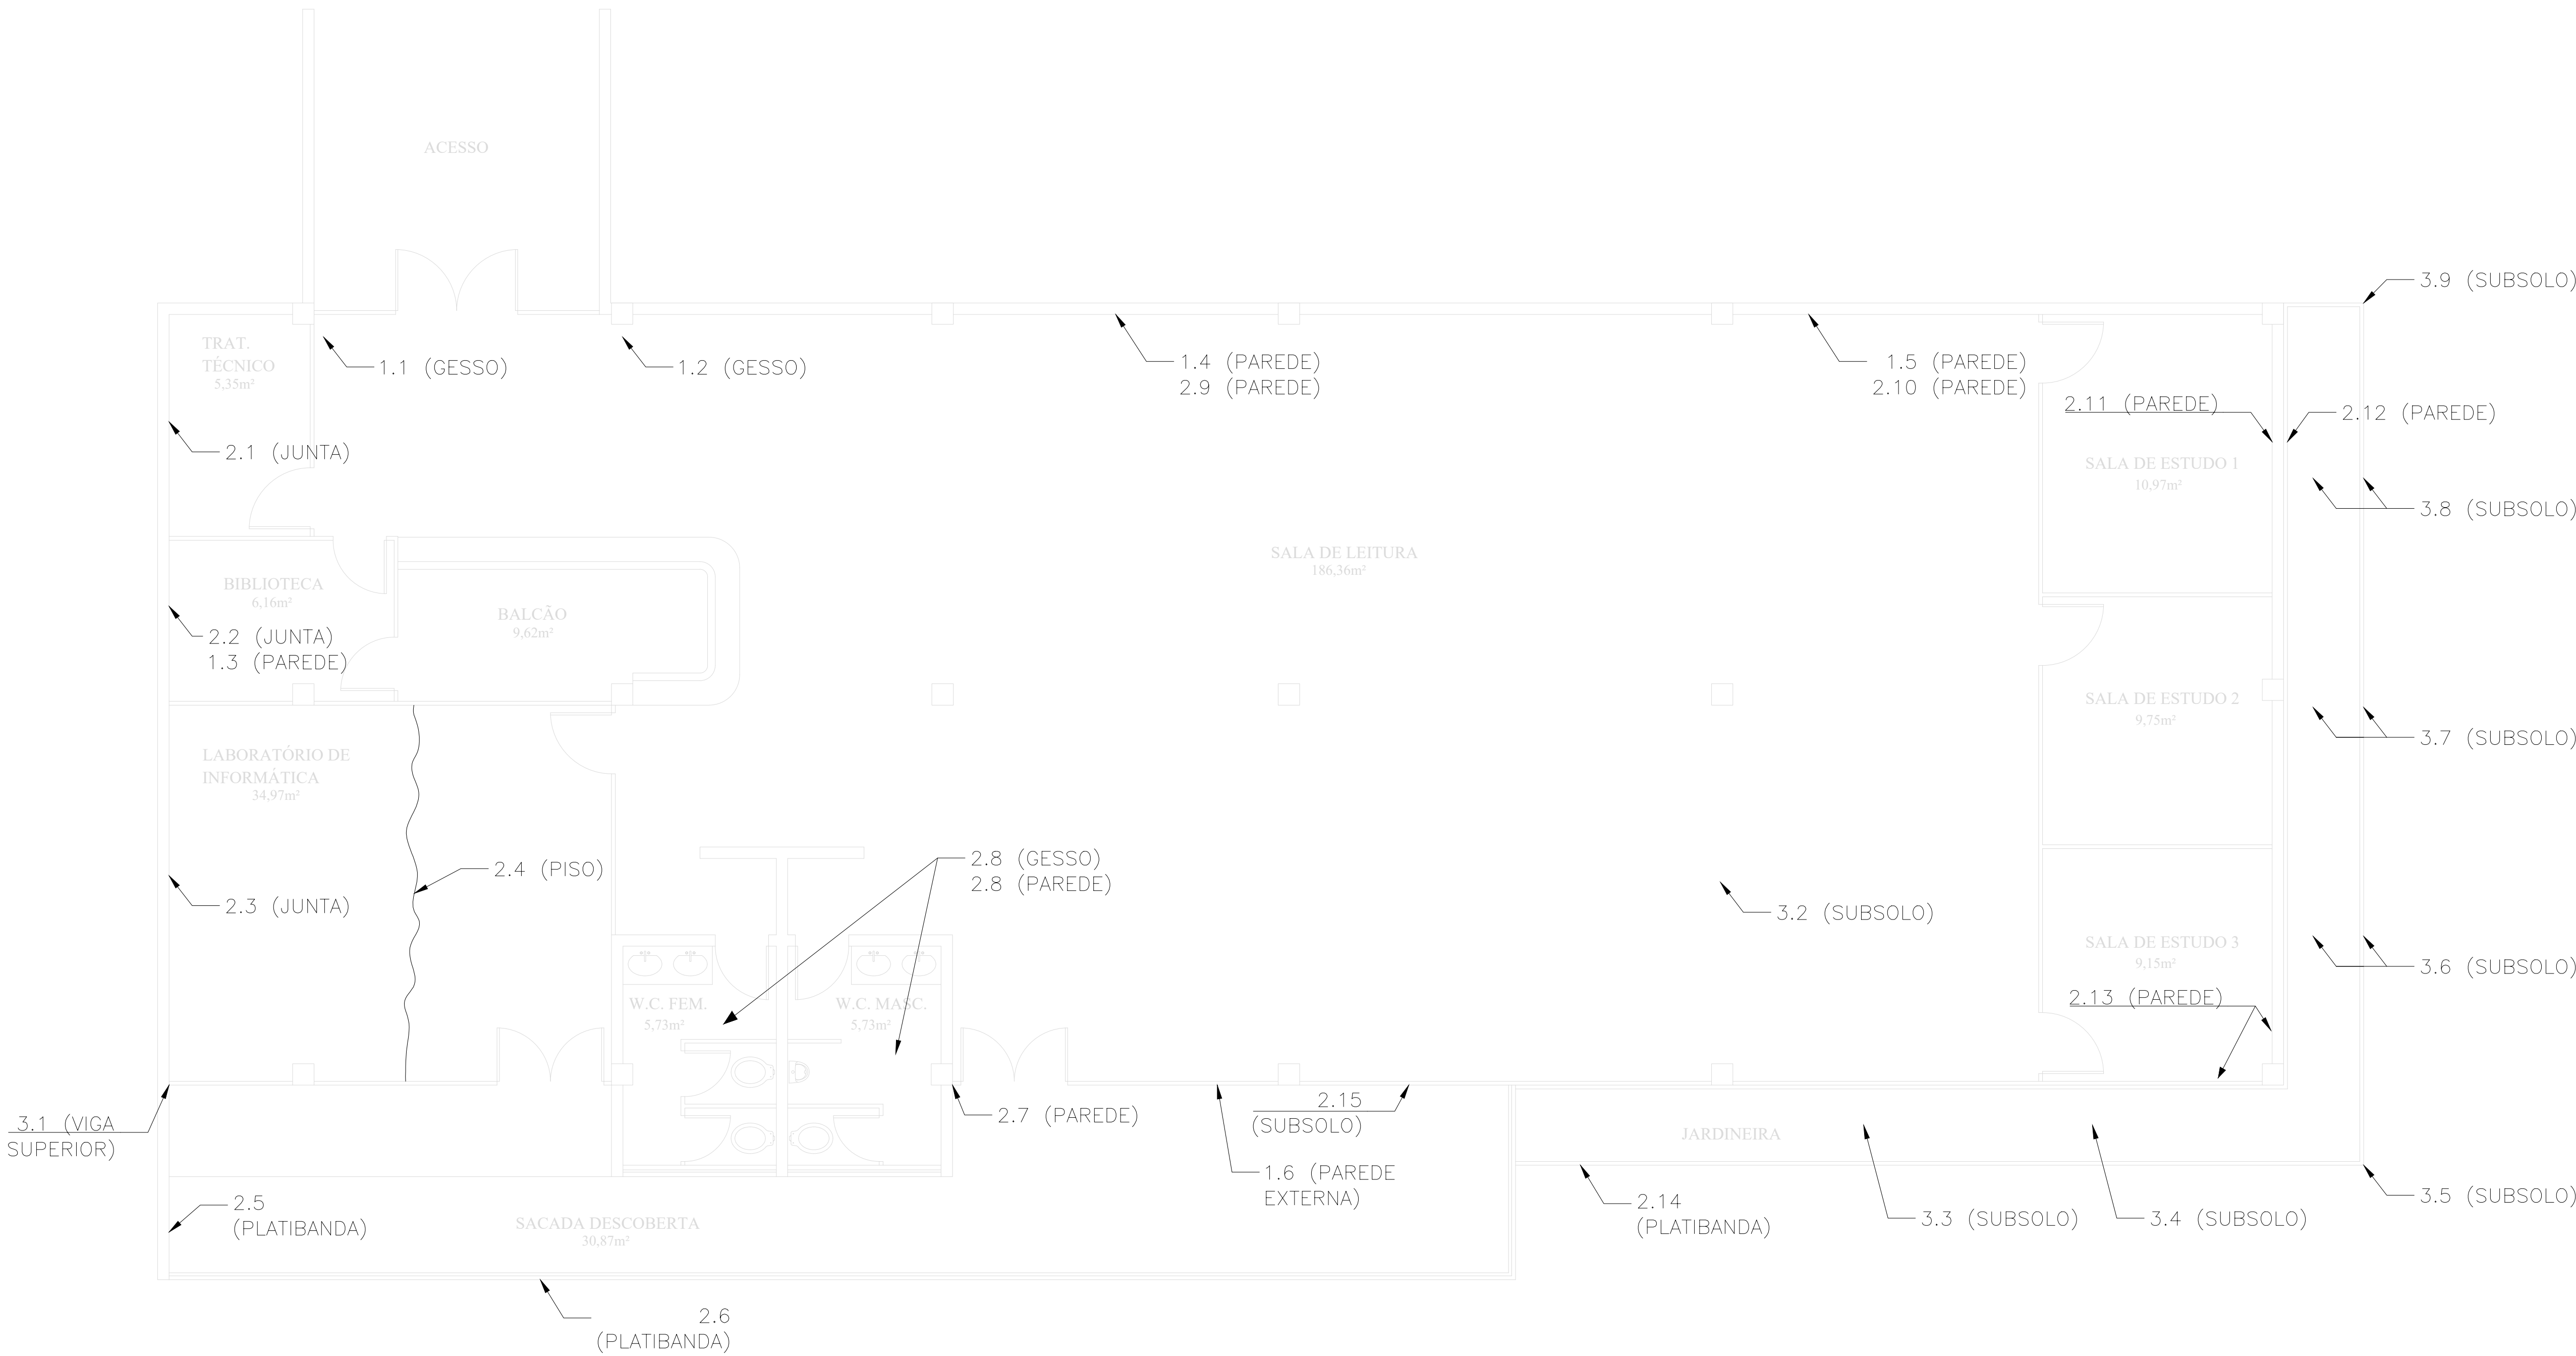 ACESSO
3.9 (SUBSOLO)
TRAT.
TÉCNICO
5,35m²
1.1 (GESSO)
1.2 (GESSO)
1.4 (PAREDE)
2.9 (PAREDE)
1.5 (PAREDE)
2.10 (PAREDE)
2.11 (PAREDE)
2.12 (PAREDE)
2.1 (JUNTA)
SALA DE ESTUDO 1
10,97m²
3.8 (SUBSOLO)
SALA DE LEITURA
186,36m²
BIBLIOTECA
6,16m²
BALCÃO
9,62m²
2.2 (JUNTA)
1.3 (PAREDE)
SALA DE ESTUDO 2
9,75m²
3.7 (SUBSOLO)
LABORATÓRIO DE
INFORMÁTICA
34,97m²
2.4 (PISO)
2.8 (GESSO)
2.8 (PAREDE)
2.3 (JUNTA)
3.2 (SUBSOLO)
SALA DE ESTUDO 3
9,15m²
3.6 (SUBSOLO)
2.13 (PAREDE)
W.C. FEM.
5,73m²
W.C. MASC.
5,73m²
3.1 (VIGA
SUPERIOR)
2.7 (PAREDE)
2.15
(SUBSOLO)
JARDINEIRA
1.6 (PAREDE
EXTERNA)
2.5
(PLATIBANDA)
SACADA DESCOBERTA
30,87m²
2.14
(PLATIBANDA)
3.3 (SUBSOLO)
3.4 (SUBSOLO)
3.5 (SUBSOLO)
2.6
(PLATIBANDA)